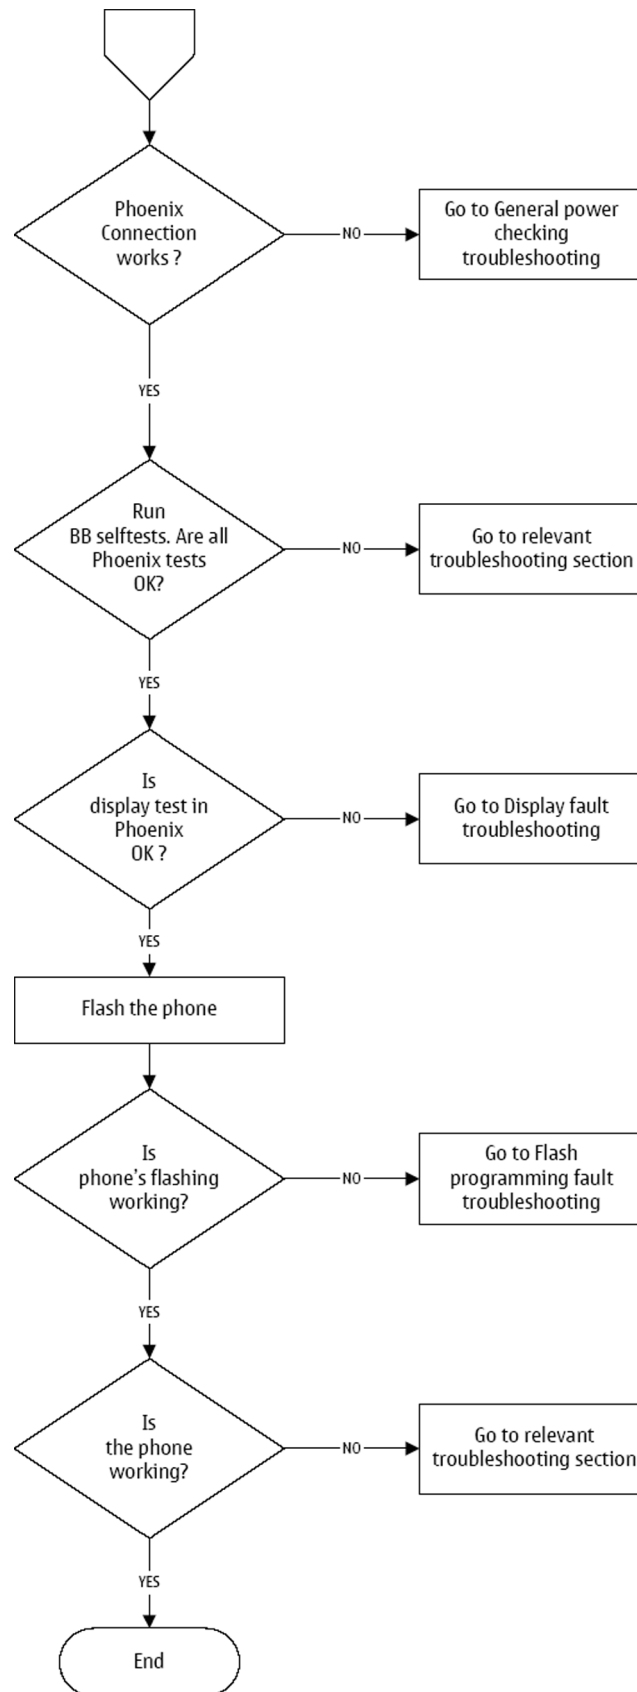 Phoenix
Connection
works ?
NO
Go to General power
checking
troubleshooting
YES
Run
BB selftests. Are all
Phoenix tests
OK?
NO
Go to relevant
troubleshooting section
YES
Is
display test in
Phoenix
OK ?
NO
Go to Display fault
troubleshooting
YES
Flash the phone
Is
phone's flashing
working?
NO
Go to Flash
programming fault
troubleshooting
YES
Is
the phone
working?
NO
Go to relevant
troubleshooting section
YES
End